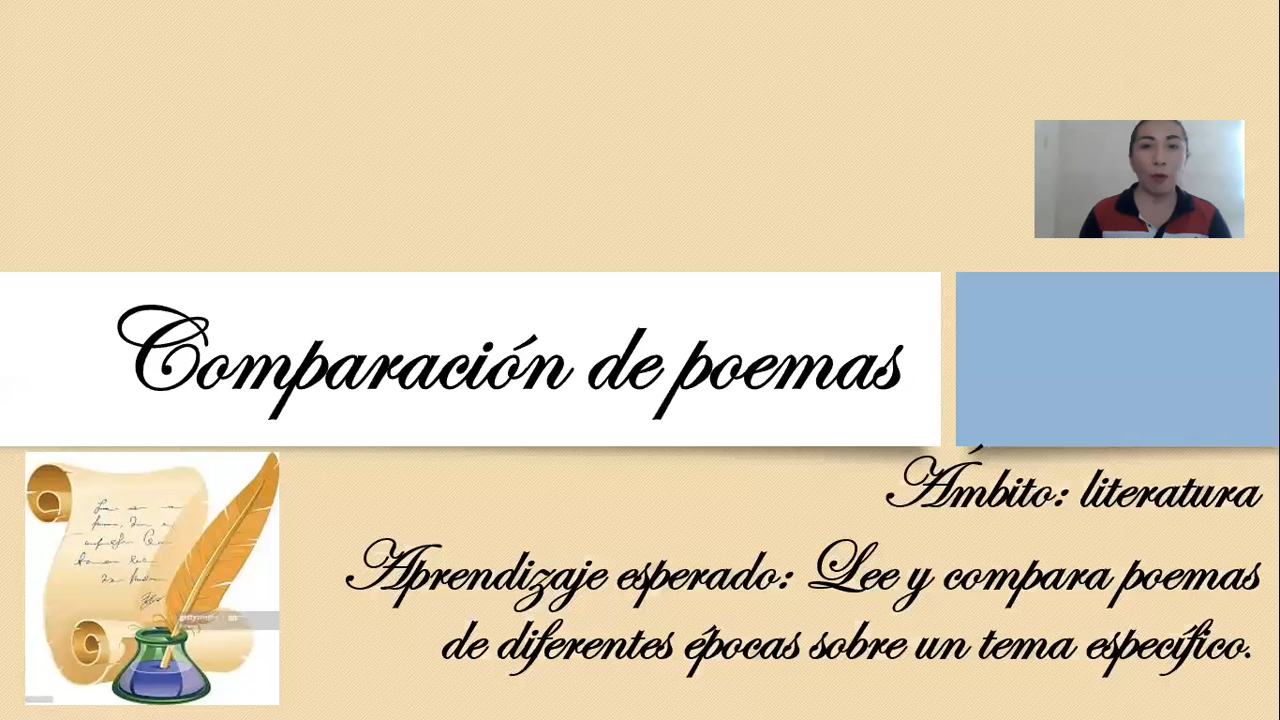 Comparación de poemas
Ámbito: literatura
Aprendizaje esperado: Lee y compara poemas
de diferentes épocas sobre un tema específico.